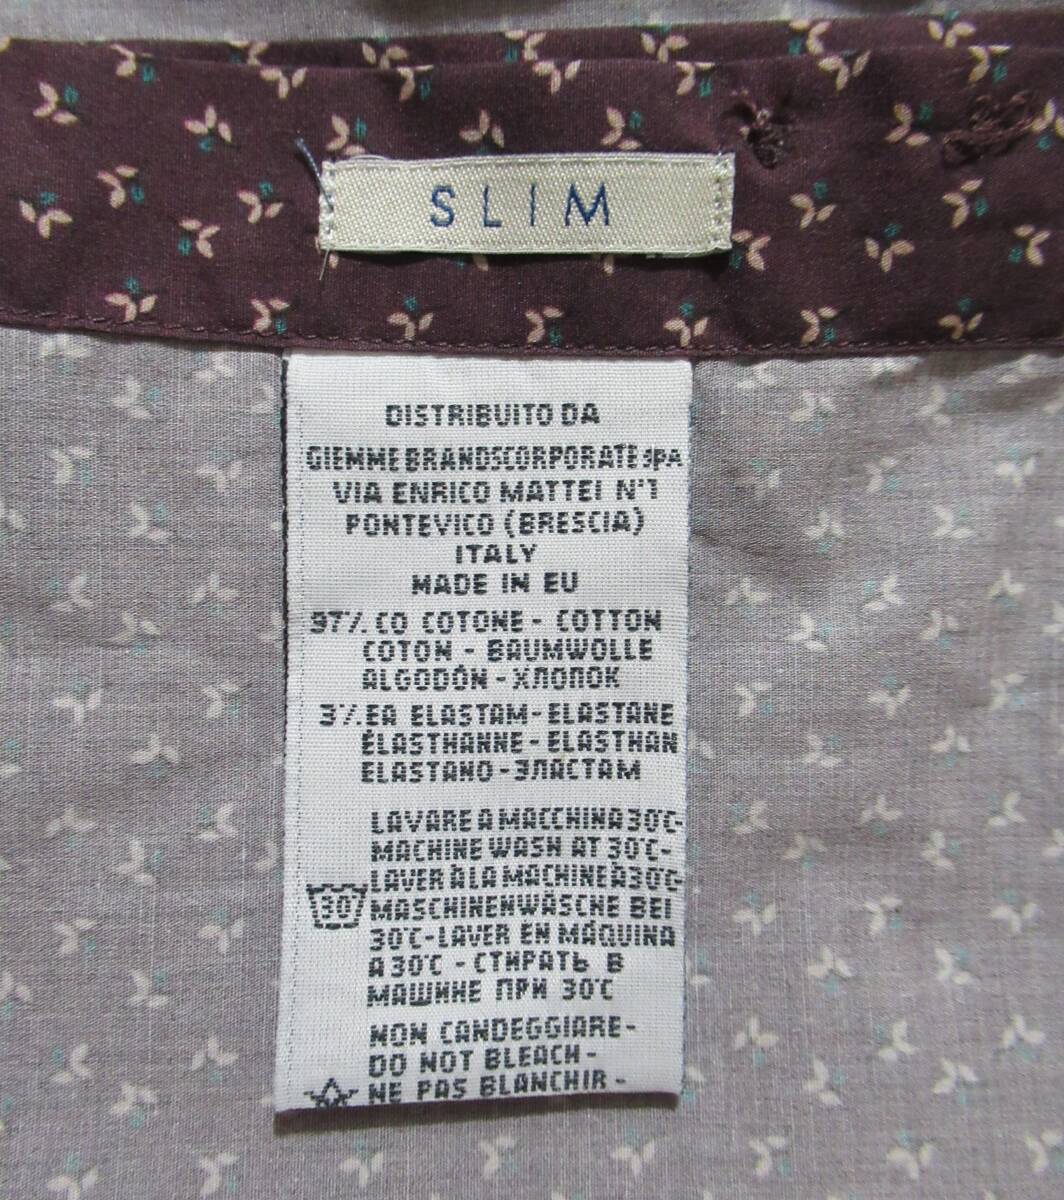 SLIM
DISTRIBUITO DA
GIEMME BRANDSCORPORATE SPA
VIA ENRICO MATTEI N°1
PONTEVICO (BRESCIA)
ITALY
MADE IN EU
97% CO COTONE - COTTON
COTON - BAUMWOLLE
ALGODÓN - ХЛОПОК
3% EA ELASTAM - ELASTANE
ÉLASTHANNE - ELASTHAN
ELASTANO - ЭЛАСТАМ
LAVARE A MACCHINA 30°C-
MACHINE WASH AT 30°C-
LAVER À LA MACHINE À 30°C-
30 MASCHINENWÄSCHE BEI
30°C-LAVER EN MÁQUINA
A 30°C - СТИРАТЬ В
МАШИНЕ ПРИ 30°C
NON CANDEGGIARE-
DO NOT BLEACH -
NE PAS BLANCHIR -